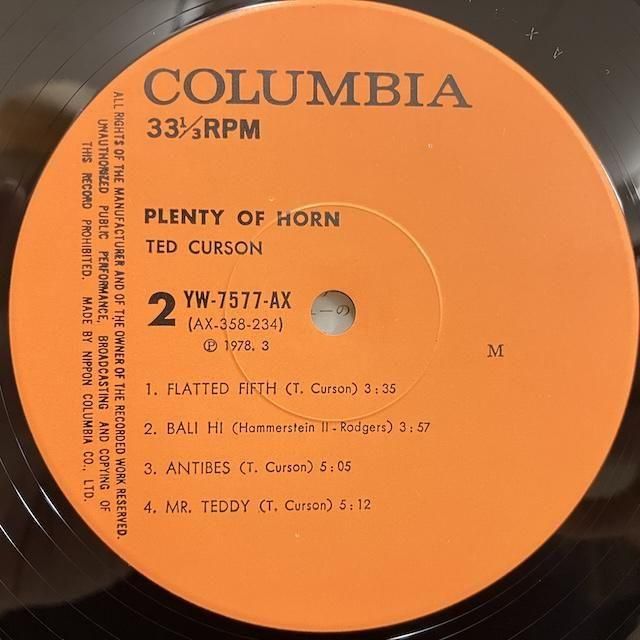 COLUMBIA
33⅓RPM
PLENTY OF HORN
TED CURSON
2 YW-7577-AX
(AX-358-234)
Ⓟ 1978. 3
M
1. FLATTED FIFTH (T. Curson) 3:35
2. BALI HI (Hammerstein II-Rodgers) 3:57
3. ANTIBES (T. Curson) 5:05
4. MR. TEDDY (T. Curson) 5:12
ALL RIGHTS OF THE MANUFACTURER AND OF THE OWNER OF THE RECORDED WORK RESERVED.
UNAUTHORIZED PUBLIC PERFORMANCE, BROADCASTING AND COPYING OF
THIS RECORD PROHIBITED. MADE BY NIPPON COLUMBIA CO., LTD.